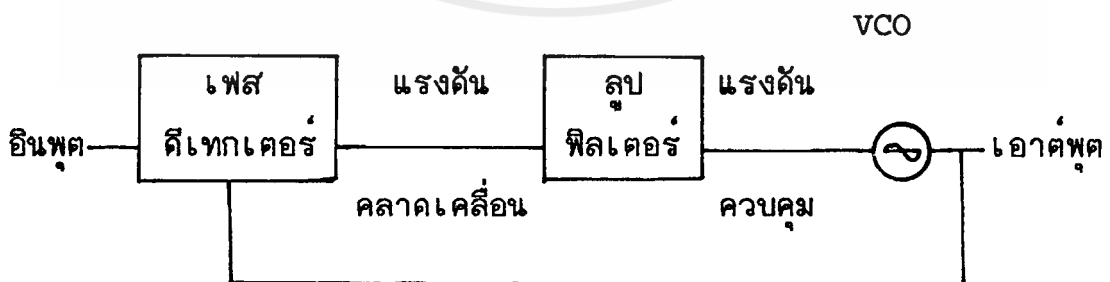 VCO
เฟส
ดีเทกเตอร์
แรงดัน
ลูป
ฟิลเตอร์
แรงดัน
อินพุต
เอาต์พุต
คลาดเคลื่อน
ควบคุม